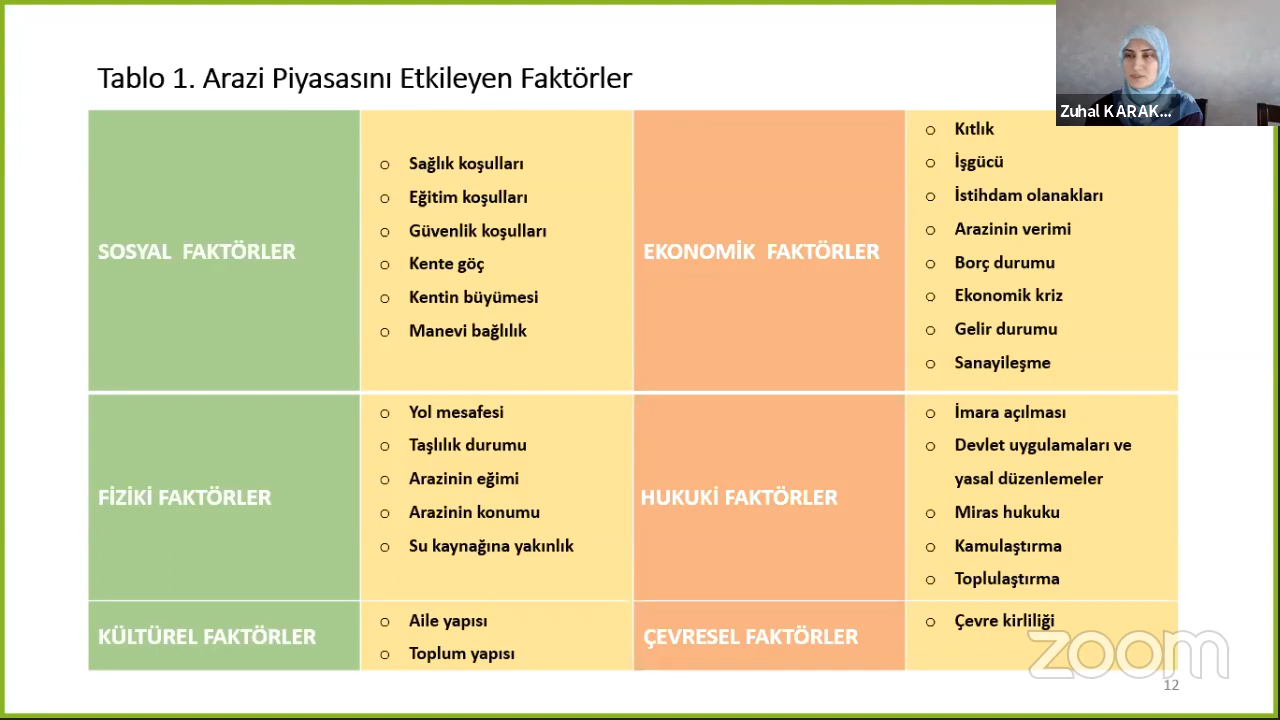 Tablo 1. Arazi Piyasasını Etkileyen Faktörler
Zuhal KARAK...
SOSYAL FAKTÖRLER
o Sağlık koşulları
o Eğitim koşulları
o Güvenlik koşulları
o Kente göç
o Kentin büyümesi
o Manevi bağlılık
EKONOMİK FAKTÖRLER
o Kıtlık
o İşgücü
o İstihdam olanakları
o Arazinin verimi
o Borç durumu
o Ekonomik kriz
o Gelir durumu
o Sanayileşme
FİZİKİ FAKTÖRLER
o Yol mesafesi
o Taşlılık durumu
o Arazinin eğimi
o Arazinin konumu
o Su kaynağına yakınlık
HUKUKİ FAKTÖRLER
o İmara açılması
o Devlet uygulamaları ve
yasal düzenlemeler
o Miras hukuku
o Kamulaştırma
o Toplulaştırma
KÜLTÜREL FAKTÖRLER
o Aile yapısı
o Toplum yapısı
ÇEVRESEL FAKTÖRLER
o Çevre kirliliği
zoom
12